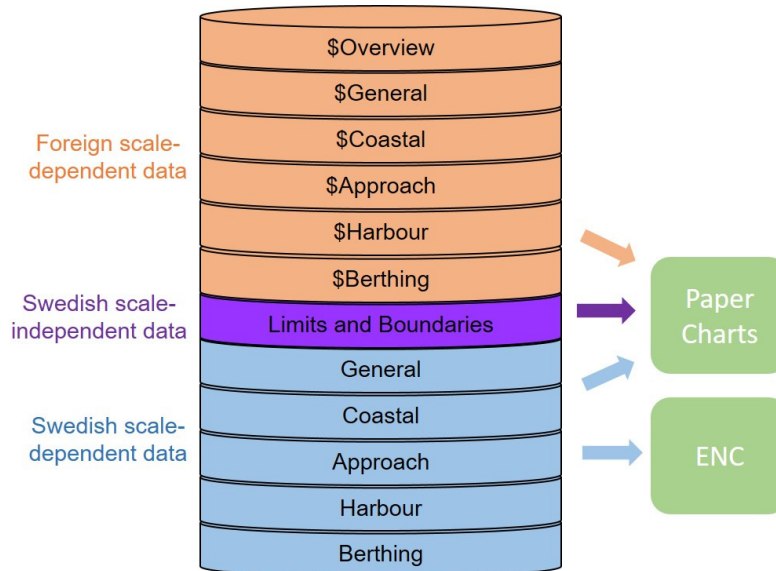 $Overview
$General
$Coastal
$Approach
$Harbour
$Berthing
Limits and Boundaries
General
Coastal
Approach
Harbour
Berthing
Foreign scale-
dependent data
Swedish scale-
independent data
Swedish scale-
dependent data
Paper
Charts
ENC